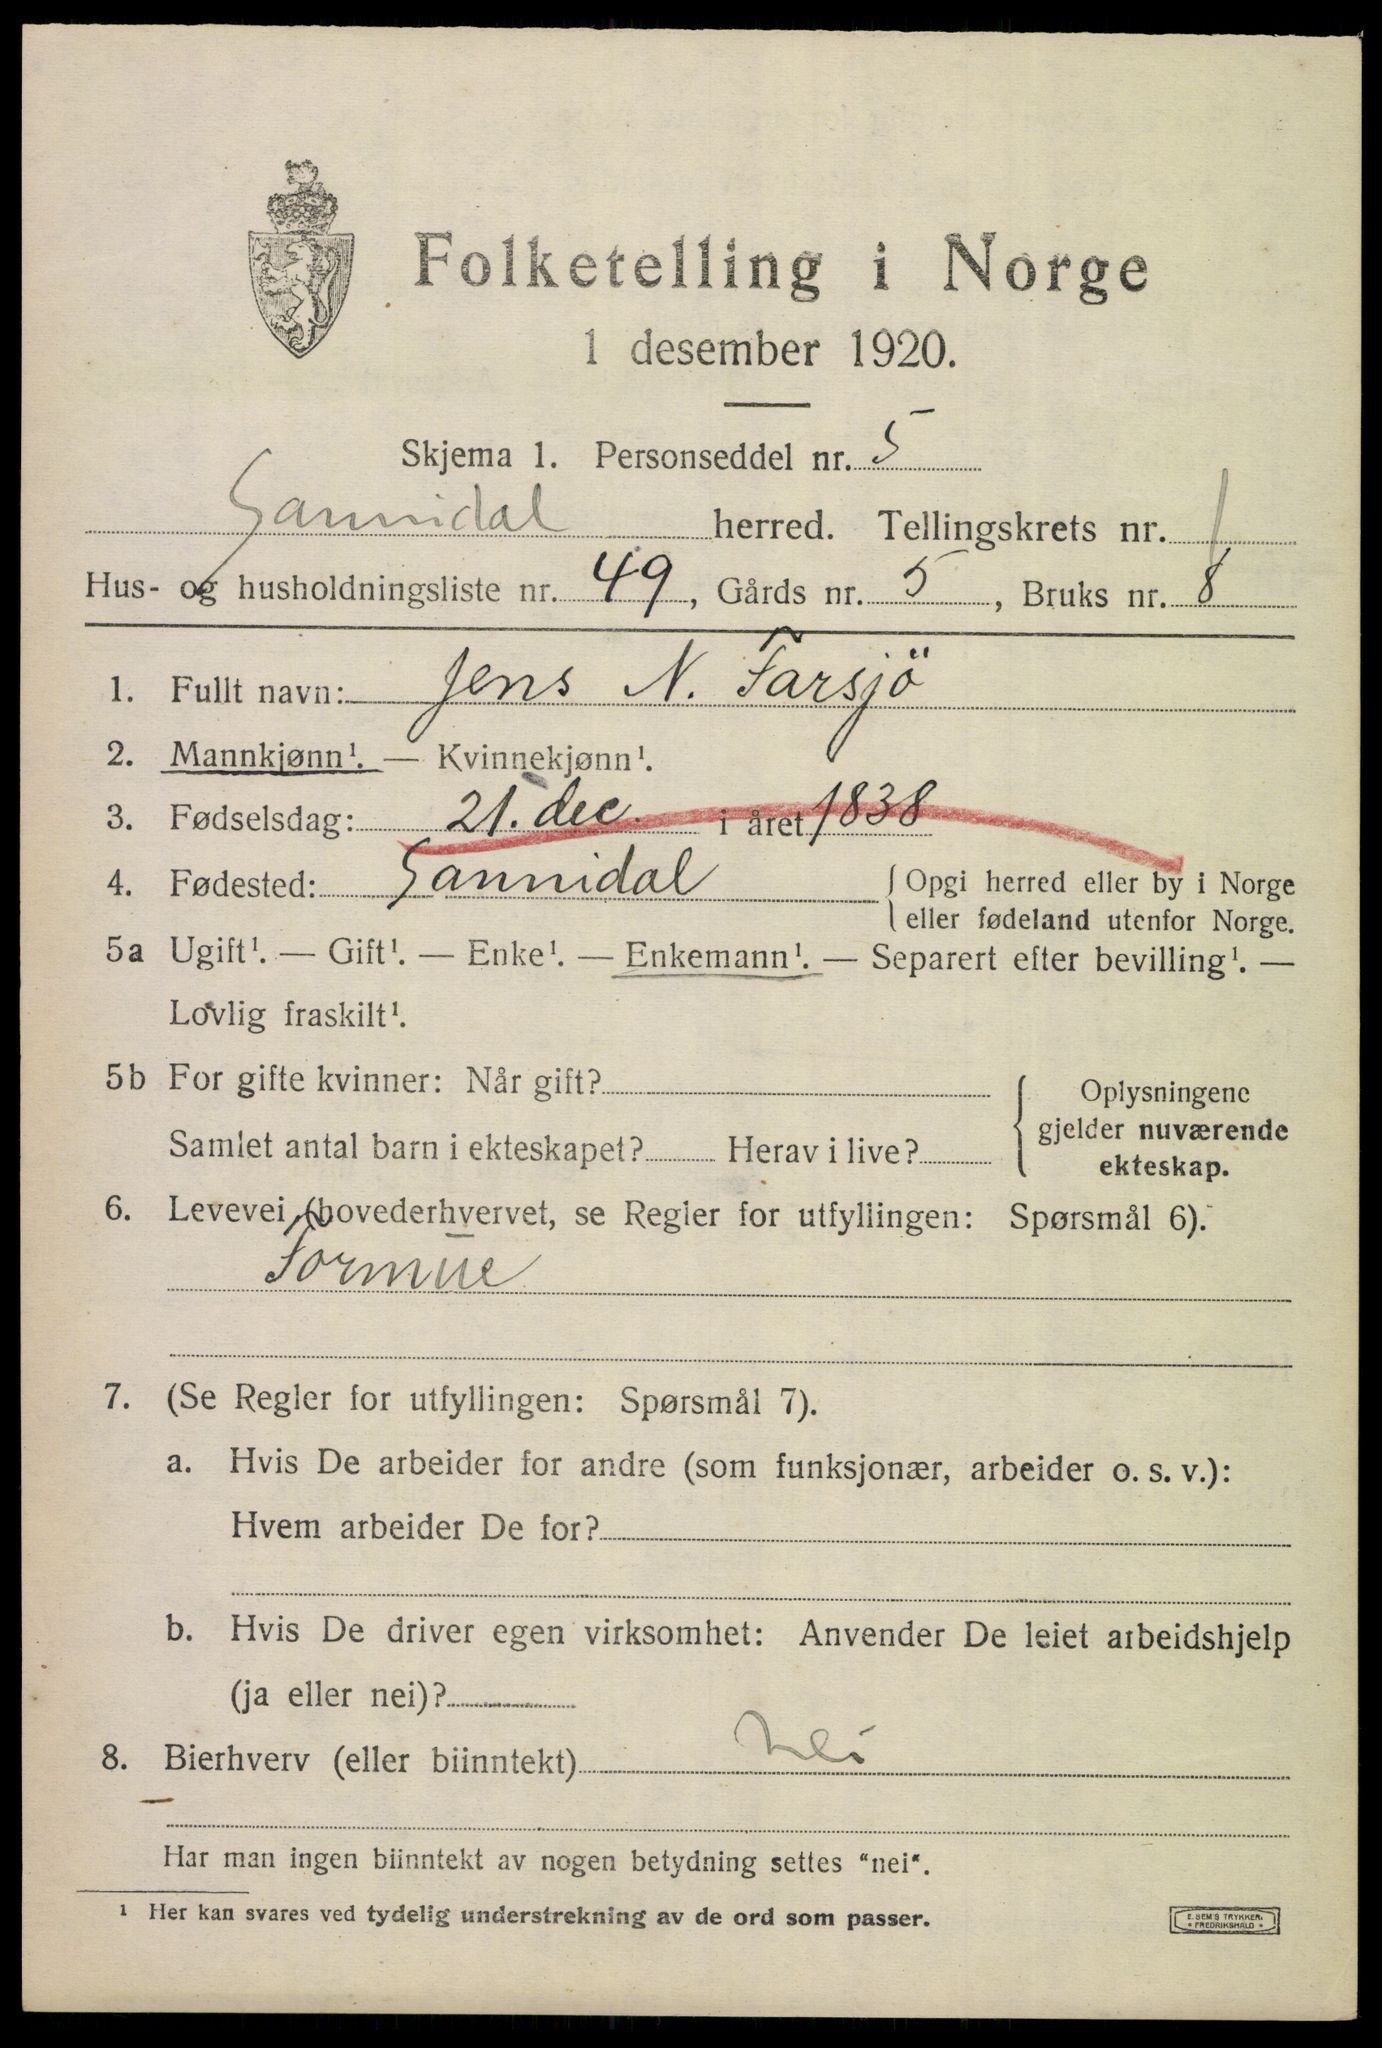 Folketelling i Norge
1 desember 1920.
Skjema 1. Personseddel nr. 5
Sannidal herred. Tellingskrets nr. 1
Hus- og husholdningsliste nr. 49, Gårds nr. 5, Bruks nr. 8
1. Fullt navn: Jens N. Farsjö
2. Mannkjønn¹. — Kvinnekjønn¹.
3. Fødselsdag: 21. dec. i året 1838
4. Fødested: Sannidal { Opgi herred eller by i Norge
eller fødeland utenfor Norge.
5a Ugift¹. — Gift¹. — Enke¹. — Enkemann¹. — Separert efter bevilling¹. —
Lovlig fraskilt¹.
5b For gifte kvinner: Når gift?
Samlet antal barn i ekteskapet? Herav i live?
Oplysningene
gjelder nuværende
ekteskap.
6. Levevei (hovederhvervet, se Regler for utfyllingen: Spørsmål 6).
Formue
7. (Se Regler for utfyllingen: Spørsmål 7).
a. Hvis De arbeider for andre (som funksjonær, arbeider o. s. v.):
Hvem arbeider De for?
b. Hvis De driver egen virksomhet: Anvender De leiet arbeidshjelp
(ja eller nei)?
8. Bierhverv (eller biinntekt) Nei
Har man ingen biinntekt av nogen betydning settes "nei".
¹ Her kan svares ved tydelig understrekning av de ord som passer.
E. SEM'S TRYKKERI
• FREDRIKSHALD •